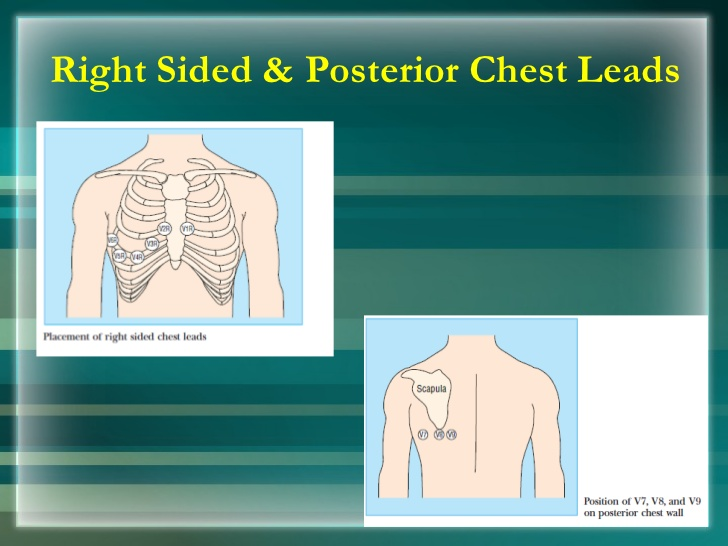 Right Sided & Posterior Chest Leads
V2R
V1R
V6R
V3R
V5R
V4R
Placement of right sided chest leads
Scapula
V7
V8
V9
Position of V7, V8, and V9
on posterior chest wall